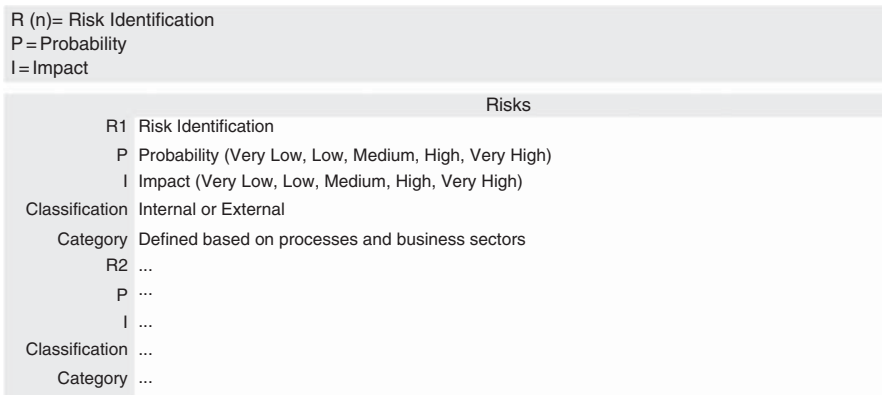 R (n)= Risk Identification
P = Probability
I = Impact
Risks
R1 Risk Identification
P Probability (Very Low, Low, Medium, High, Very High)
I Impact (Very Low, Low, Medium, High, Very High)
Classification Internal or External
Category Defined based on processes and business sectors
R2 ...
P ...
I ...
Classification ...
Category ...